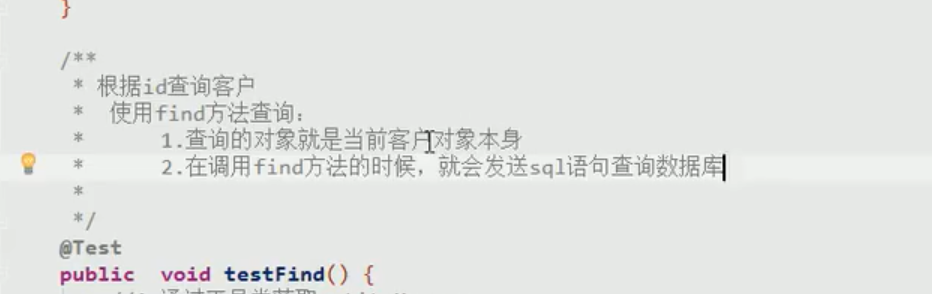 }
/**
* 根据id查询客户
* 使用find方法查询:
* 1.查询的对象就是当前客户对象本身
* 2.在调用find方法的时候，就会发送sql语句查询数据库
*
*/
@Test
public void testFind() {